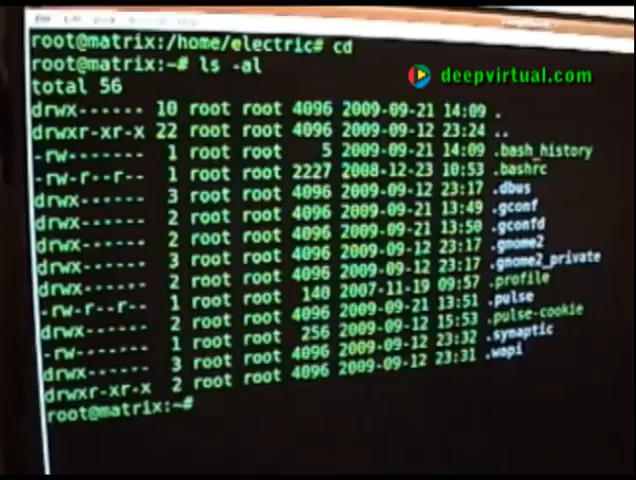 root@matrix:/home/electric# cd
root@matrix:~# ls -al
deepvirtual.com
total 56
drwx------ 10 root root 4096 2009-09-21 14:09 .
drwxr-xr-x 22 root root 4096 2009-09-12 23:24 ..
-rw------- 1 root root 5 2009-09-21 14:09 .bash_history
-rw-r--r-- 1 root root 2227 2008-12-23 10:53 .bashrc
drwx------ 3 root root 4096 2009-09-12 23:17 .dbus
drwx------ 2 root root 4096 2009-09-21 13:49 .gconf
drwx------ 2 root root 4096 2009-09-21 13:50 .gconfd
drwx------ 3 root root 4096 2009-09-12 23:17 .gnome2
drwx------ 2 root root 4096 2009-09-12 23:17 .gnome2_private
-rw-r--r-- 1 root root 140 2007-11-19 09:57 .profile
drwx------ 2 root root 4096 2009-09-21 13:51 .pulse
-rw------- 1 root root 256 2009-09-12 15:53 .pulse-cookie
drwx------ 3 root root 4096 2009-09-12 23:32 .synaptic
drwxr-xr-x 2 root root 4096 2009-09-12 23:31 .wapi
root@matrix:~#